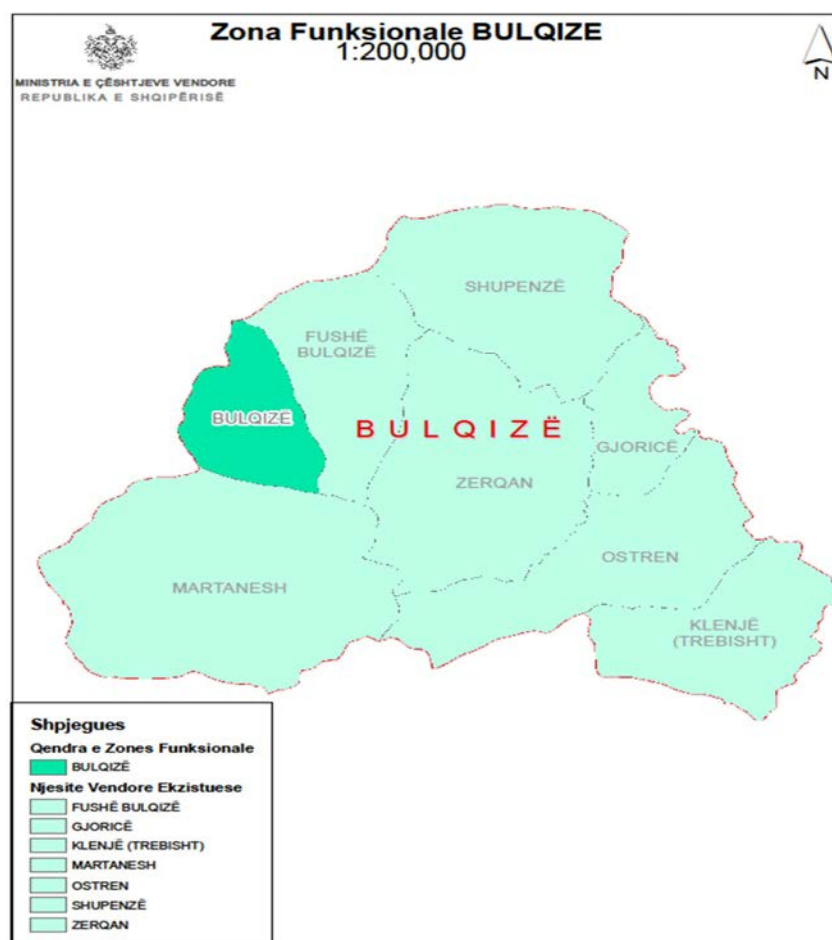 Zona Funksionale BULQIZE
1:200,000
MINISTRIA E ÇËSHTJEVE VENDORE
REPUBLIKA E SHQIPËRISË
N
SHUPENZË
FUSHË
BULQIZË
BULQIZË
BULQIZË
GJORICË
ZERQAN
OSTREN
MARTANESH
KLENJË
(TREBISHT)
Shpjegues
Qendra e Zones Funksionale
BULQIZË
Njesite Vendore Ekzistuese
FUSHË BULQIZË
GJORICË
KLENJË (TREBISHT)
MARTANESH
OSTREN
SHUPENZË
ZERQAN